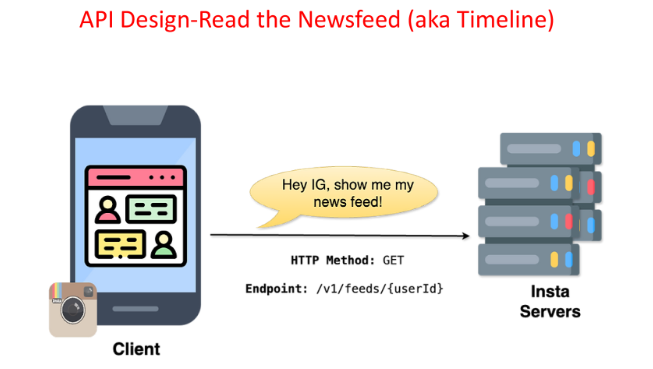 API Design-Read the Newsfeed (aka Timeline)
Hey IG, show me my
news feed!
HTTP Method: GET
Endpoint: /v1/feeds/{userId}
Insta
Servers
Client